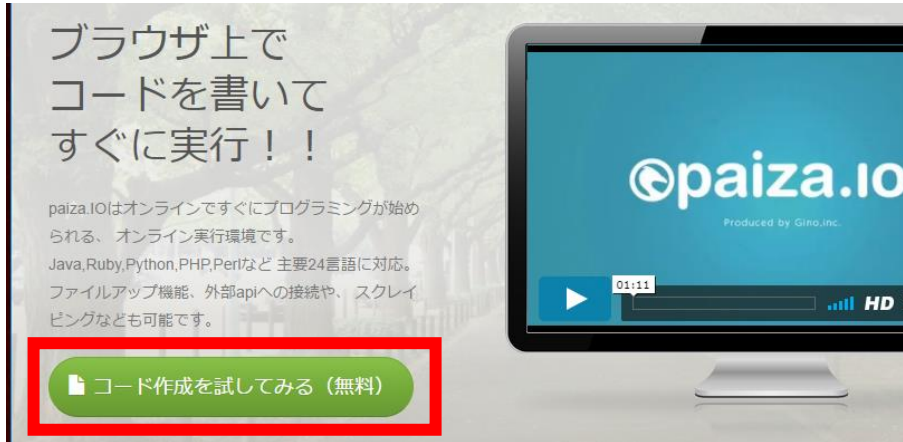 ブラウザ上で
コードを書いて
すぐに実行！！
paiza.IOはオンラインですぐにプログラミングが始め
られる、 オンライン実行環境です。
Java,Ruby,Python,PHP,Perlなど 主要24言語に対応。
ファイルアップ機能、外部apiへの接続や、 スクレイ
ピングなども可能です。
コード作成を試してみる（無料）
paiza.IO
Produced by Gino,inc.
01:11
HD